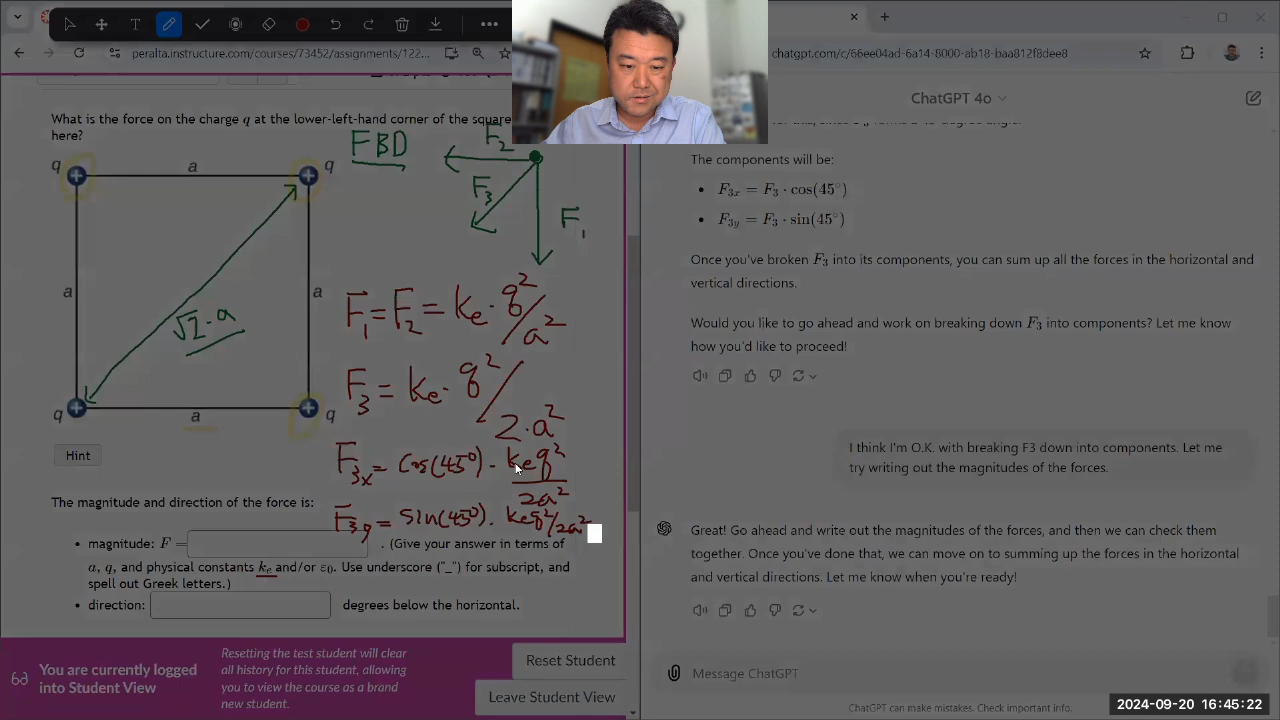 peralta.instructure.com/courses/73452/assignments/122...
chatgpt.com/c/66ee04ad-6a14-8000-ab18-baa812f8dee8
What is the force on the charge q at the lower-left-hand corner of the square
here?
FBD
F₂
F₃
F₁
q
a
q
a
a
√2·a
q
a
q
F₁ = F₂ = ke · q²/a²
F₃ = ke · q²/2·a²
F₃ₓ = cos(45°) · keq²/2a²
F₃y = sin(45°) · keq²/2a²
Hint
The magnitude and direction of the force is:
• magnitude: F = . (Give your answer in terms of
a, q, and physical constants kₑ and/or ε₀. Use underscore ("_") for subscript, and
spell out Greek letters.)
• direction: degrees below the horizontal.
You are currently logged
into Student View
Resetting the test student will clear
all history for this student, allowing
you to view the course as a brand
new student.
Reset Student
Leave Student View
ChatGPT 4o
The components will be:
• F₃ₓ = F₃ · cos(45°)
• F₃y = F₃ · sin(45°)
Once you've broken F₃ into its components, you can sum up all the forces in the horizontal and
vertical directions.
Would you like to go ahead and work on breaking down F₃ into components? Let me know
how you'd like to proceed!
I think I'm O.K. with breaking F3 down into components. Let me
try writing out the magnitudes of the forces.
Great! Go ahead and write out the magnitudes of the forces, and then we can check them
together. Once you've done that, we can move on to summing up the forces in the horizontal
and vertical directions. Let me know when you're ready!
Message ChatGPT
ChatGPT can make mistakes. Check important info.
2024-09-20 16:45:22